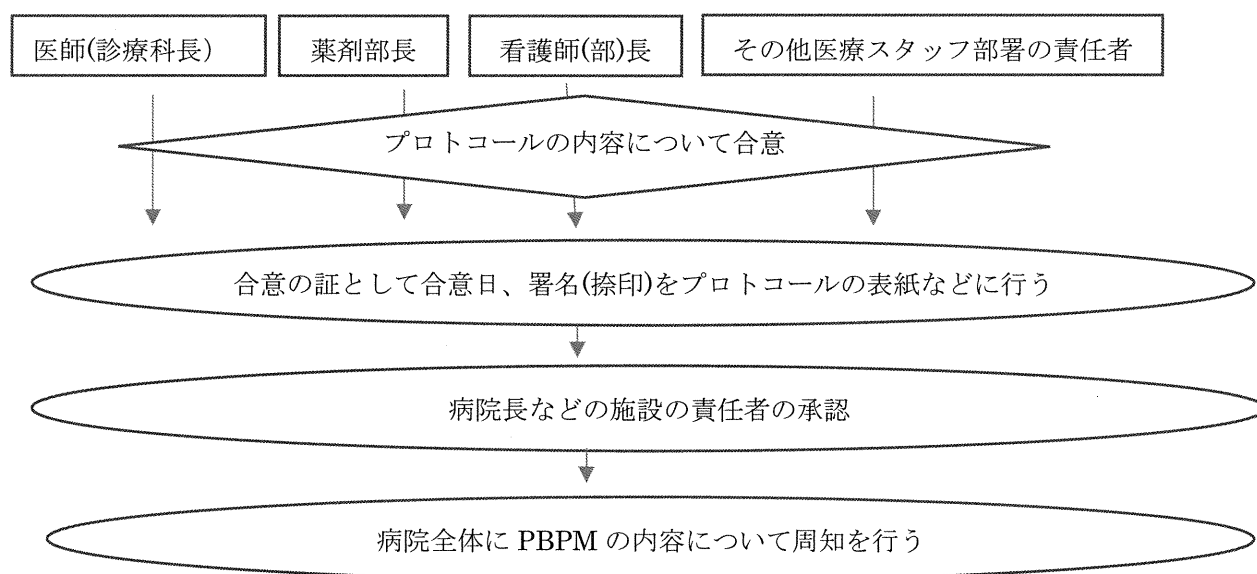 医師(診療科長)
薬剤部長
看護師(部)長
その他医療スタッフ部署の責任者
プロトコールの内容について合意
合意の証として合意日、署名(捺印)をプロトコールの表紙などに行う
病院長などの施設の責任者の承認
病院全体に PBPM の内容について周知を行う